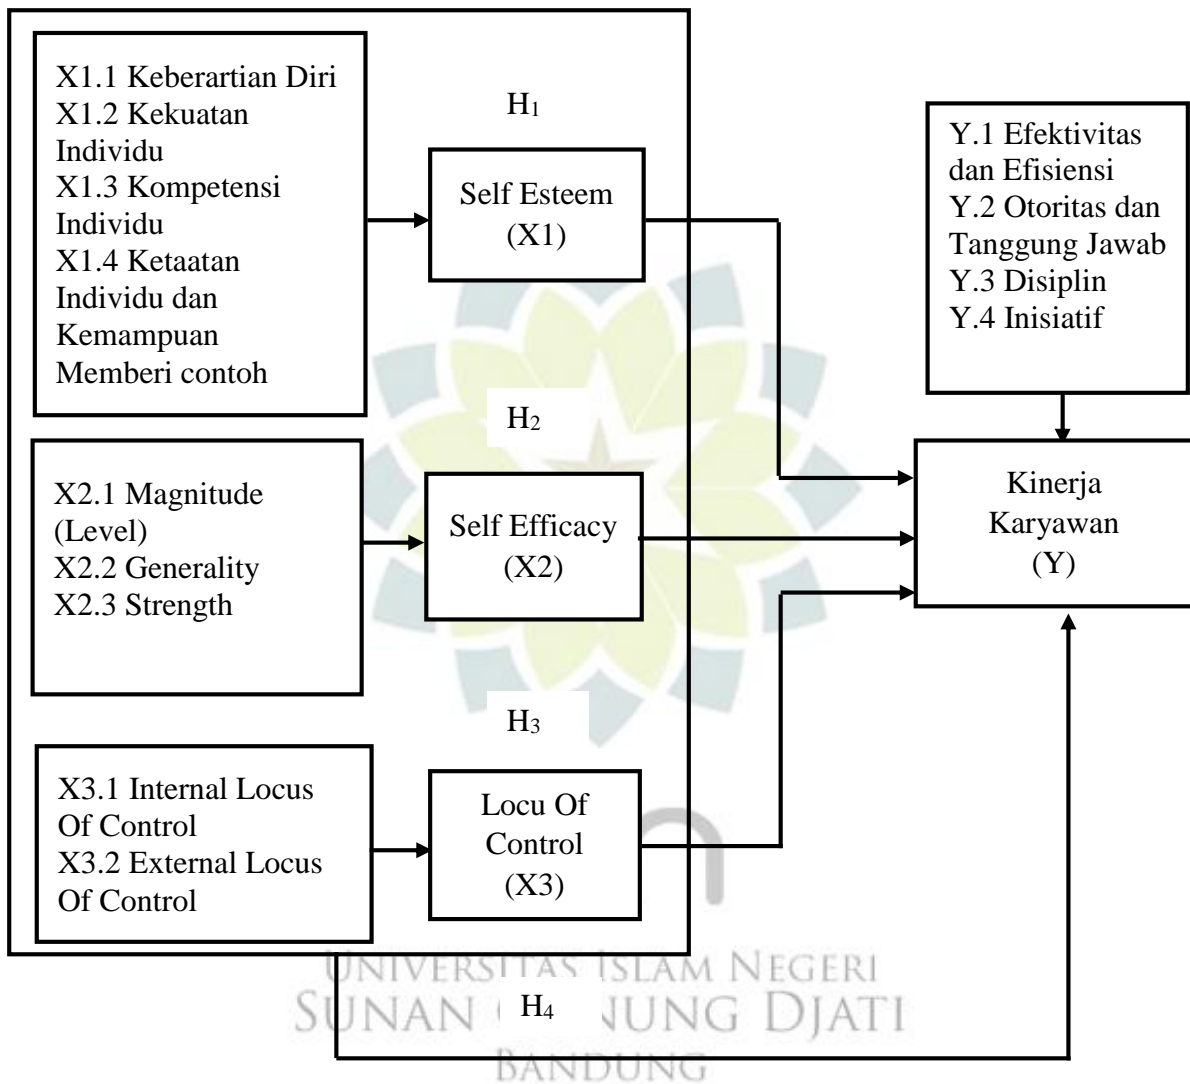 X1.1 Keberartian Diri
X1.2 Kekuatan
Individu
X1.3 Kompetensi
Individu
X1.4 Ketaatan
Individu dan
Kemampuan
Memberi contoh
H₁
Self Esteem
(X1)
Y.1 Efektivitas
dan Efisiensi
Y.2 Otoritas dan
Tanggung Jawab
Y.3 Disiplin
Y.4 Inisiatif
H₂
X2.1 Magnitude
(Level)
X2.2 Generality
X2.3 Strength
Self Efficacy
(X2)
Kinerja
Karyawan
(Y)
H₃
X3.1 Internal Locus
Of Control
X3.2 External Locus
Of Control
Locu Of
Control
(X3)
UNIVERSITAS ISLAM NEGERI
SUNAN GUNUNG DJATI
BANDUNG
H₄